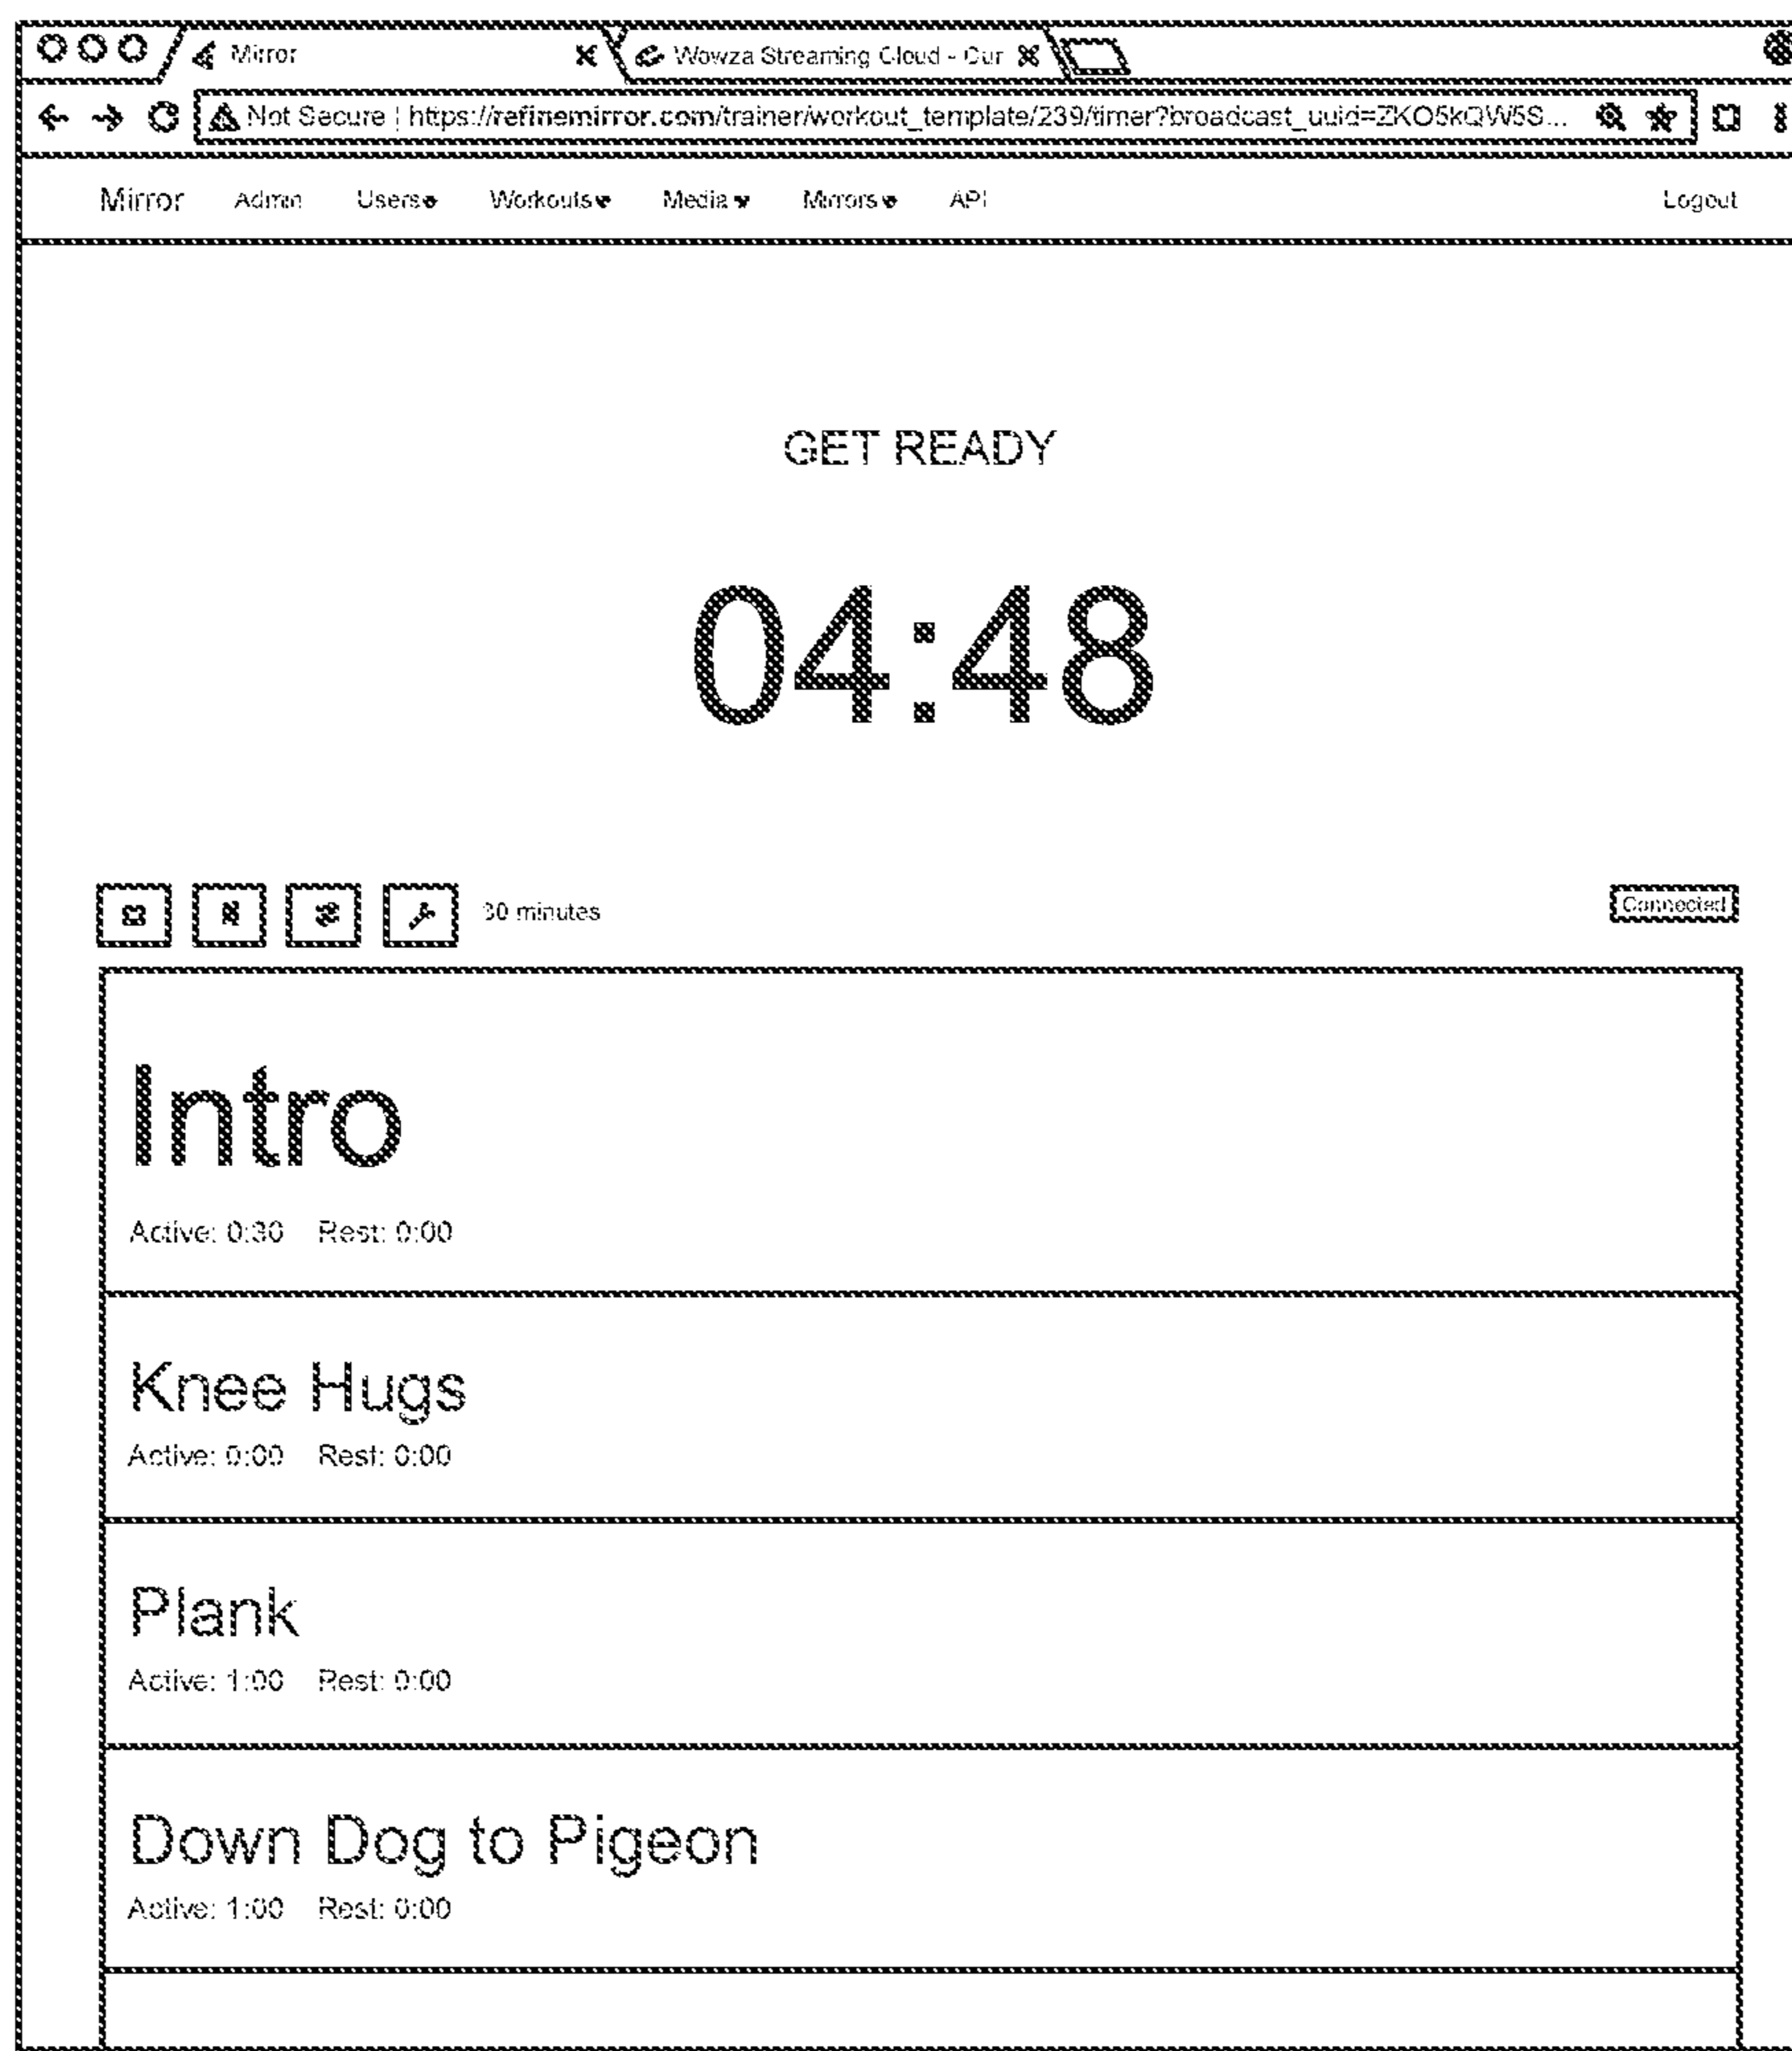 Mirror
Wowza Streaming Cloud - Our
Not Secure | https://refinemirror.com/trainer/workout_template/239/timer?broadcast_uuid=ZKO5kQW5S...
Mirror Admin Users Workouts Media Mirrors API Logout
GET READY
04:48
30 minutes
Connected
Intro
Active: 0:30 Rest: 0:00
Knee Hugs
Active: 0:00 Rest: 0:00
Plank
Active: 1:00 Rest: 0:00
Down Dog to Pigeon
Active: 1:00 Rest: 0:00